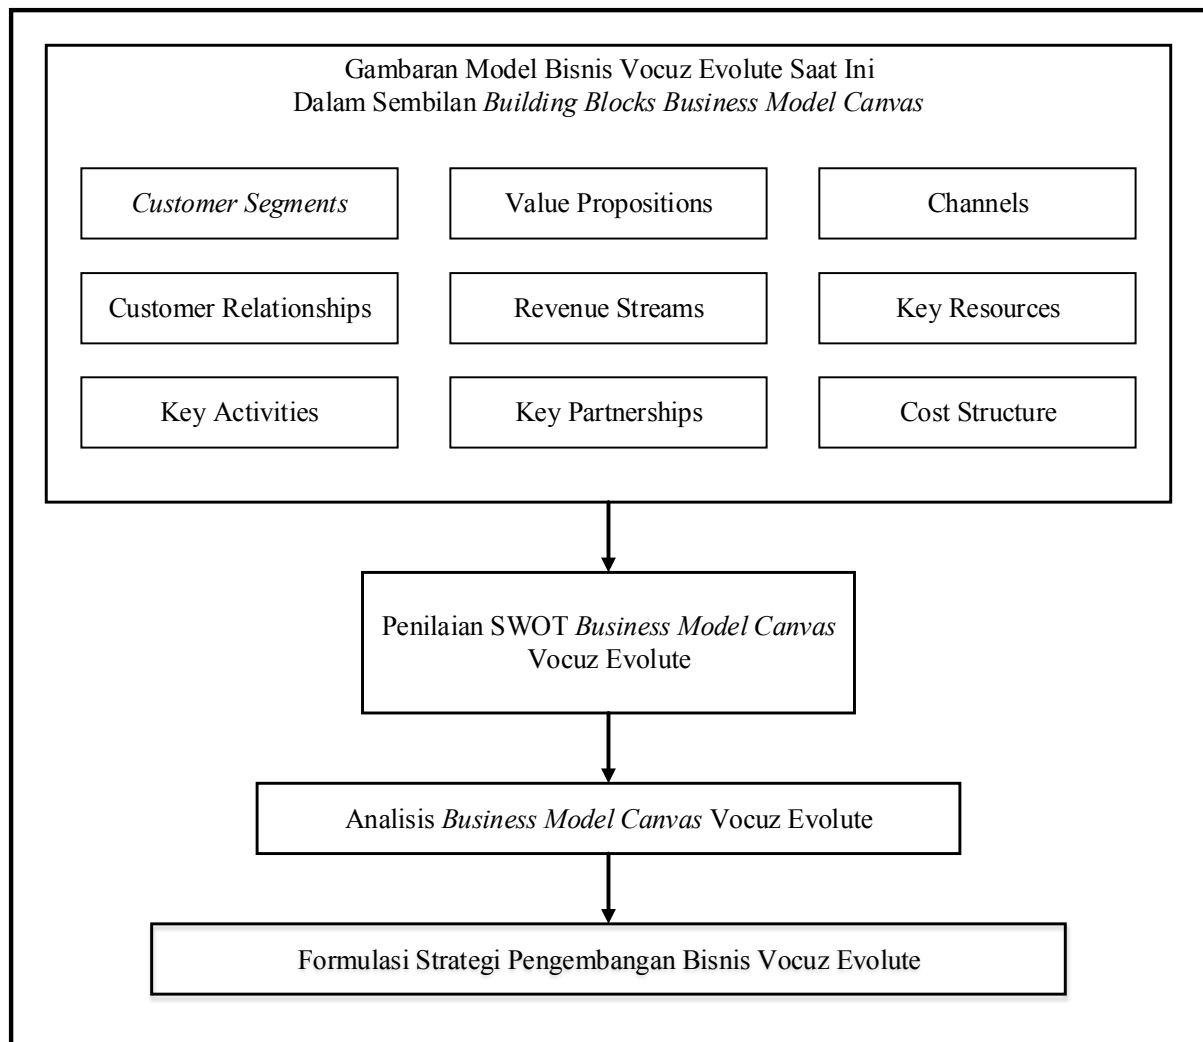 Gambaran Model Bisnis Vocuz Evolute Saat Ini
Dalam Sembilan Building Blocks Business Model Canvas
Customer Segments
Value Propositions
Channels
Customer Relationships
Revenue Streams
Key Resources
Key Activities
Key Partnerships
Cost Structure
Penilaian SWOT Business Model Canvas
Vocuz Evolute
Analisis Business Model Canvas Vocuz Evolute
Formulasi Strategi Pengembangan Bisnis Vocuz Evolute